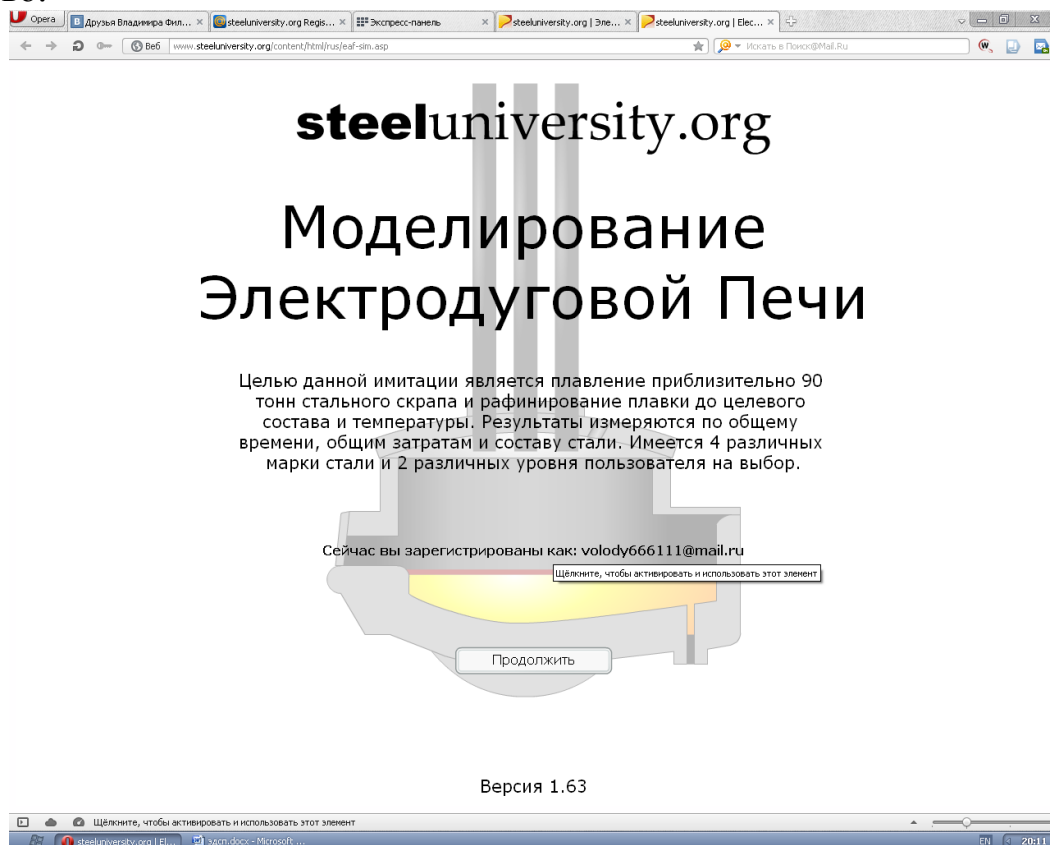 Opera
Друзья Владимира Фил...
steeluniversity.org Regis...
Экспресс-панель
steeluniversity.org | Эле...
steeluniversity.org | Elec...
Веб
www.steeluniversity.org/content/html/rus/eaf-sim.asp
Искать в Поиск@Mail.Ru
steeluniversity.org
Моделирование
Электродуговой Печи
Целью данной имитации является плавление приблизительно 90
тонн стального скрапа и рафинирование плавки до целевого
состава и температуры. Результаты измеряются по общему
времени, общим затратам и составу стали. Имеется 4 различных
марки стали и 2 различных уровня пользователя на выбор.
Сейчас вы зарегистрированы как: volody666111@mail.ru
Щёлкните, чтобы активировать и использовать этот элемент
Продолжить
Версия 1.63
Щёлкните, чтобы активировать и использовать этот элемент
steeluniversity.org | El...
эдсп.docx - Microsoft ...
EN
20:11